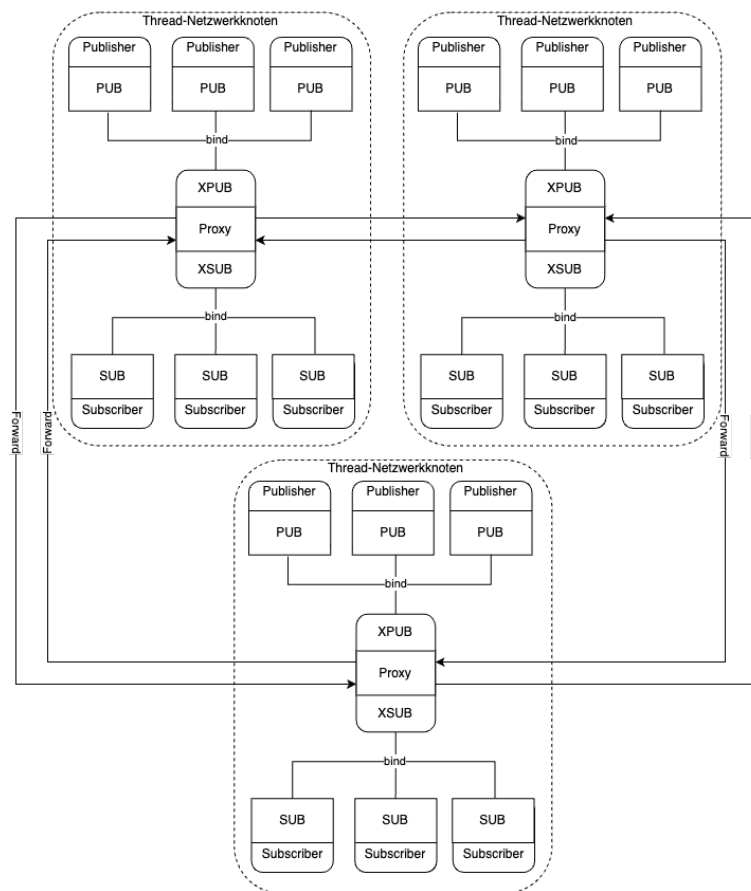 Thread-Netzwerkknoten
Publisher Publisher Publisher
PUB PUB PUB
bind
XPUB
Proxy
XSUB
bind
SUB SUB SUB
Subscriber Subscriber Subscriber
Thread-Netzwerkknoten
Publisher Publisher Publisher
PUB PUB PUB
bind
XPUB
Proxy
XSUB
bind
SUB SUB SUB
Subscriber Subscriber Subscriber
Forward
Forward
Forward
Thread-Netzwerkknoten
Publisher Publisher Publisher
PUB PUB PUB
bind
XPUB
Proxy
XSUB
bind
SUB SUB SUB
Subscriber Subscriber Subscriber